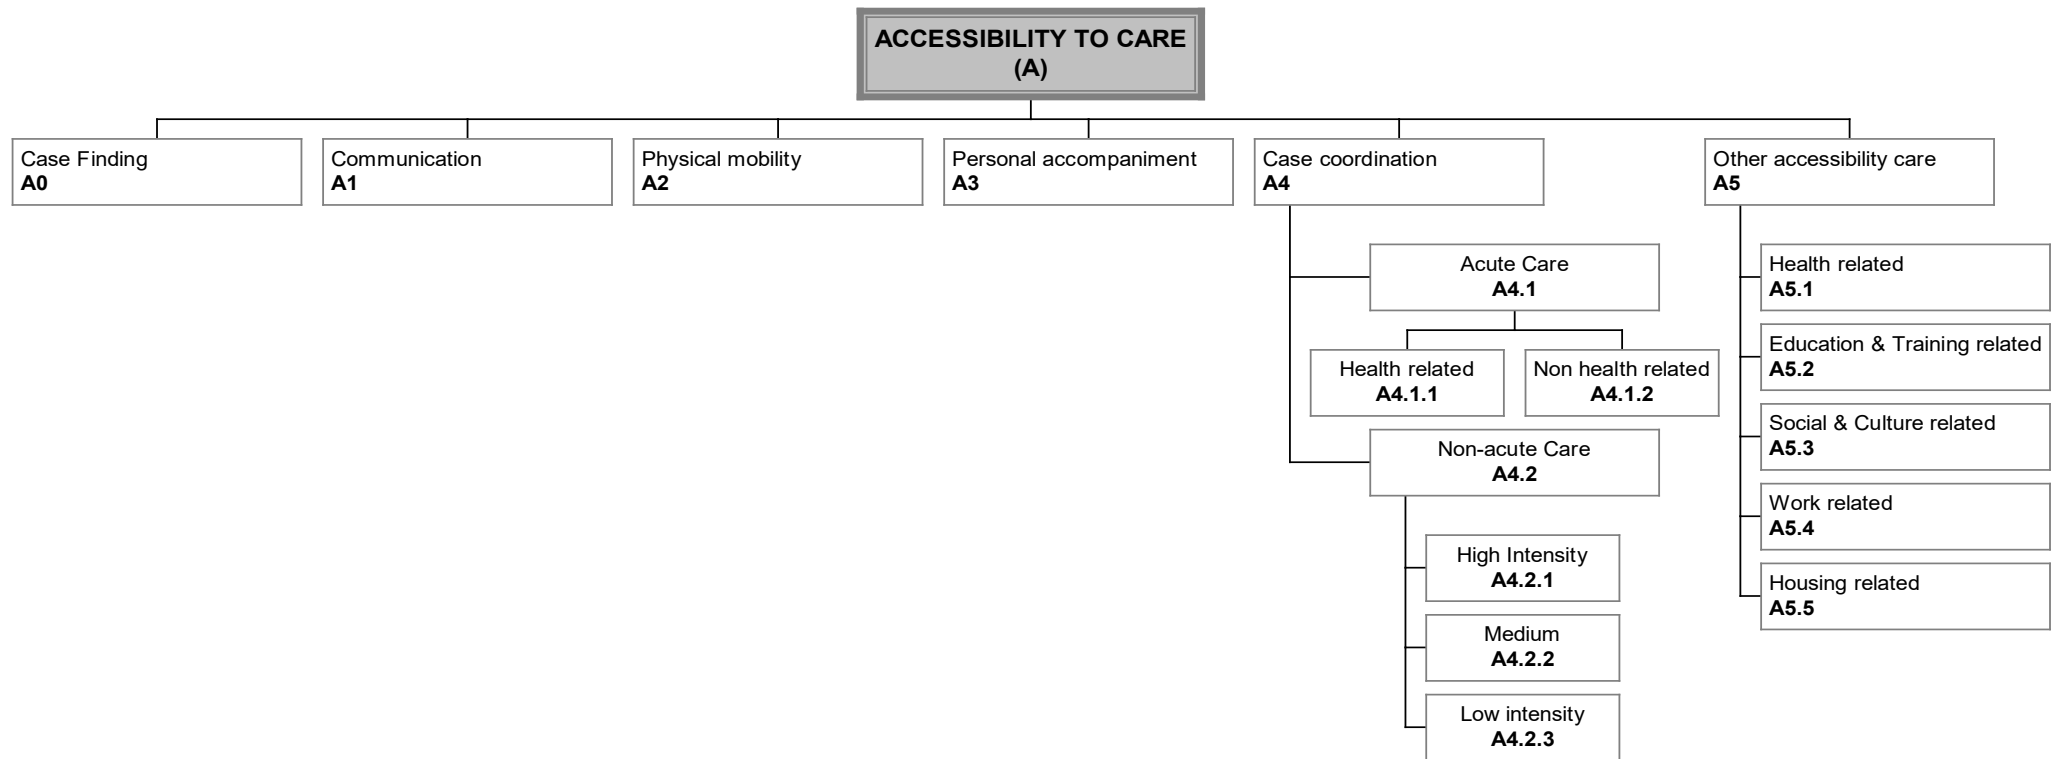 ACCESSIBILITY TO CARE
(A)
Case Finding
A0
Communication
A1
Physical mobility
A2
Personal accompaniment
A3
Case coordination
A4
Acute Care
A4.1
Health related
A4.1.1
Non health related
A4.1.2
Non-acute Care
A4.2
High Intensity
A4.2.1
Medium
A4.2.2
Low intensity
A4.2.3
Other accessibility care
A5
Health related
A5.1
Education & Training related
A5.2
Social & Culture related
A5.3
Work related
A5.4
Housing related
A5.5